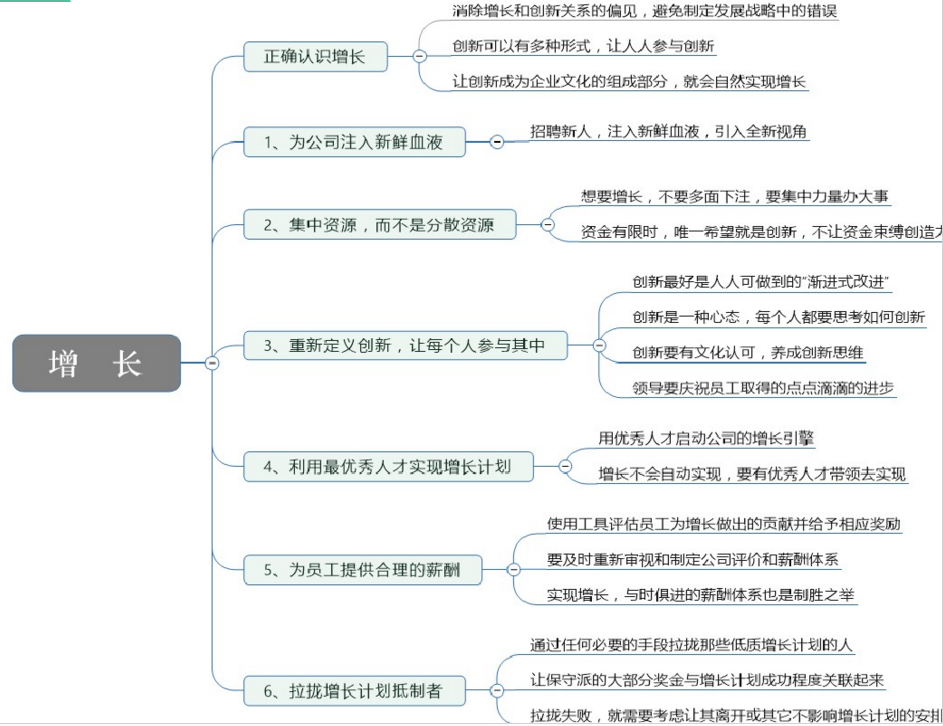 消除增长和创新关系的偏见，避免制定发展战略中的错误
正确认识增长
创新可以有多种形式，让人人参与创新
让创新成为企业文化的组成部分，就会自然实现增长
1、为公司注入新鲜血液
招聘新人，注入新鲜血液，引入全新视角
2、集中资源，而不是分散资源
想要增长，不要多面下注，要集中力量办大事
资金有限时，唯一希望就是创新，不让资金束缚创造
增 长
3、重新定义创新，让每个人参与其中
创新最好是人人可做到的“渐进式改进”
创新是一种心态，每个人都要思考如何创新
创新要有文化认可，养成创新思维
领导要庆祝员工取得的点点滴滴的进步
4、利用最优秀人才实现增长计划
用优秀人才启动公司的增长引擎
增长不会自动实现，要有优秀人才带领去实现
5、为员工提供合理的薪酬
使用工具评估员工为增长做出的贡献并给予相应奖励
要及时重新审视和制定公司评价和薪酬体系
实现增长，与时俱进的薪酬体系也是制胜之举
6、拉拢增长计划抵制者
通过任何必要的手段拉拢那些低质增长计划的人
让保守派的大部分奖金与增长计划成功程度关联起来
拉拢失败，就需要考虑让其离开或其它不影响增长计划的安排